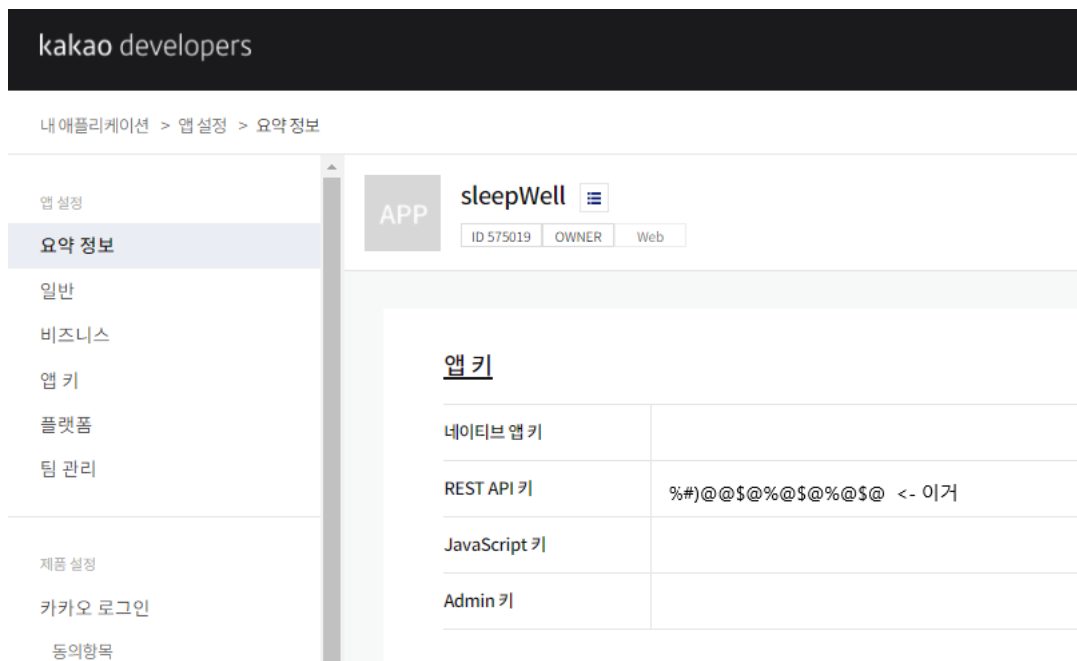 kakao developers
내 애플리케이션 > 앱 설정 > 요약 정보
앱 설정
요약 정보
일반
비즈니스
앱 키
플랫폼
팀 관리
제품 설정
카카오 로그인
동의항목
APP
sleepWell
ID 575019 OWNER Web
앱 키
네이티브 앱 키
REST API 키 %#)@@$@%@$@%@$@ <- 이거
JavaScript 키
Admin 키